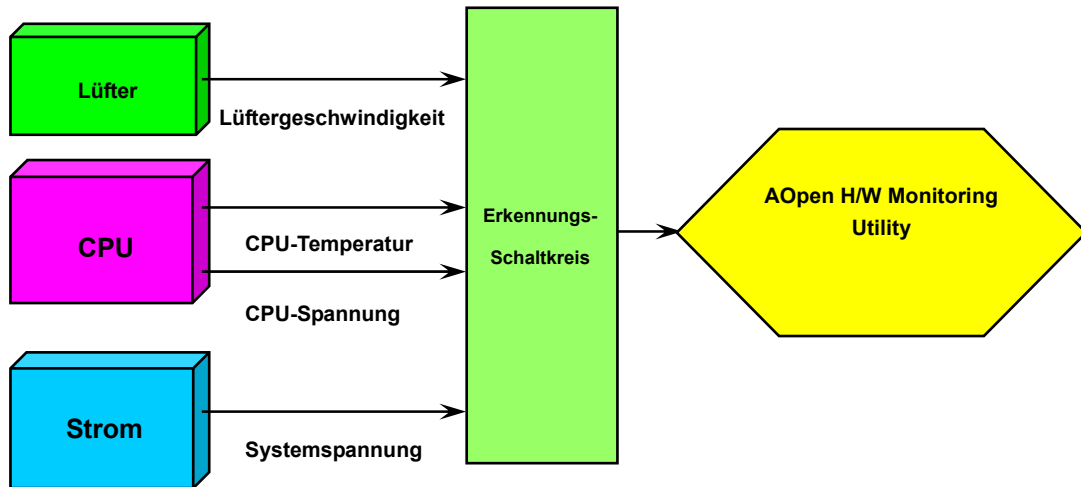 Lüfter
Lüftergeschwindigkeit
CPU
CPU-Temperatur
CPU-Spannung
Strom
Systemspannung
Erkennungs-
Schaltkreis
AOpen H/W Monitoring
Utility